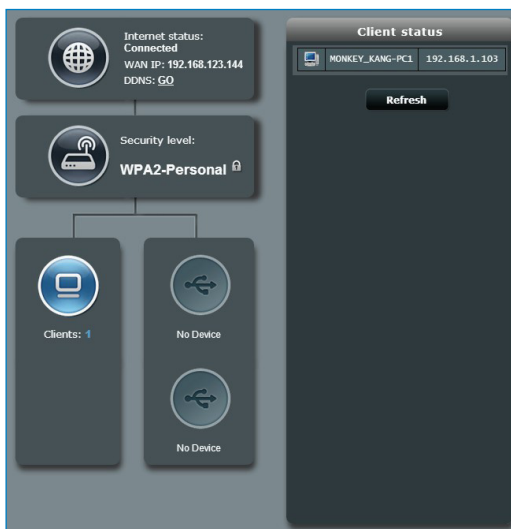 Internet status:
Connected
WAN IP: 192.168.123.144
DDNS: GO
Security level:
WPA2-Personal
Clients: 1
No Device
No Device
Client status
MONKEY_KANG-PC1 192.168.1.103
Refresh